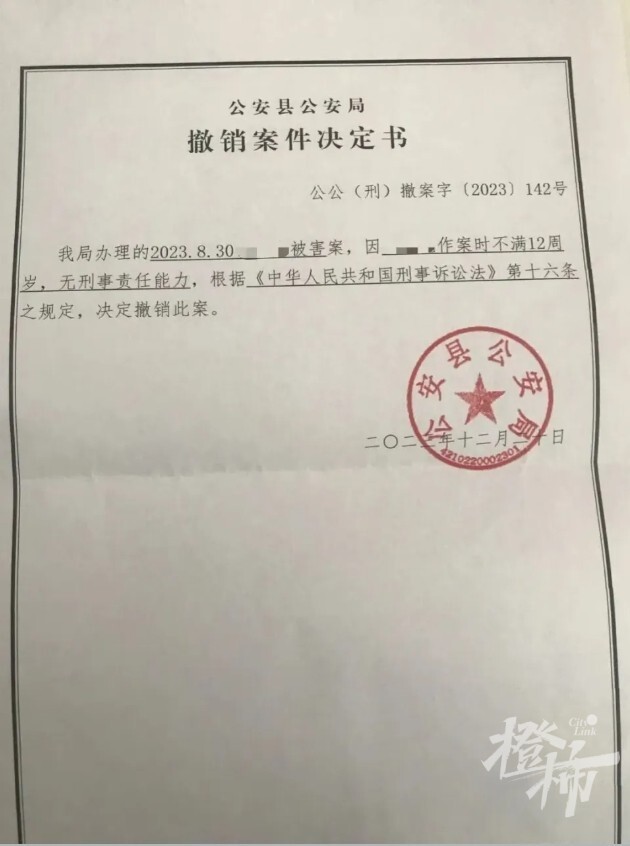 公安县公安局
撤销案件决定书
公公（刑）撤案字〔2023〕142号
我局办理的2023.8.30 被害案，因 作案时不满12周
岁，无刑事责任能力，根据《中华人民共和国刑事诉讼法》第十六条
之规定，决定撤销此案。
公安县公安局
二〇二三年十二月二十日
4210220002301
City Link
橙柿